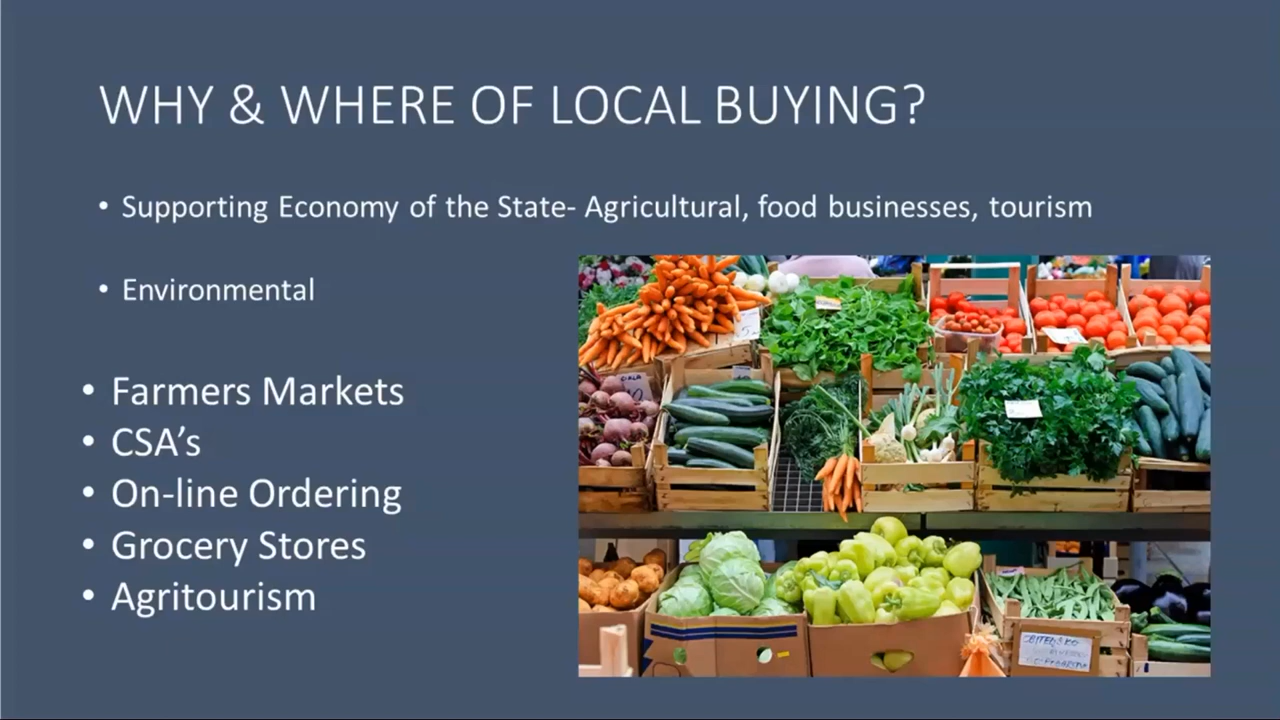 WHY & WHERE OF LOCAL BUYING?
• Supporting Economy of the State- Agricultural, food businesses, tourism
• Environmental
• Farmers Markets
• CSA’s
• On-line Ordering
• Grocery Stores
• Agritourism